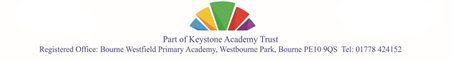 Part of Keystone Academy Trust
Registered Office: Bourne Westfield Primary Academy, Westbourne Park, Bourne PE10 9QS Tel: 01778 424152